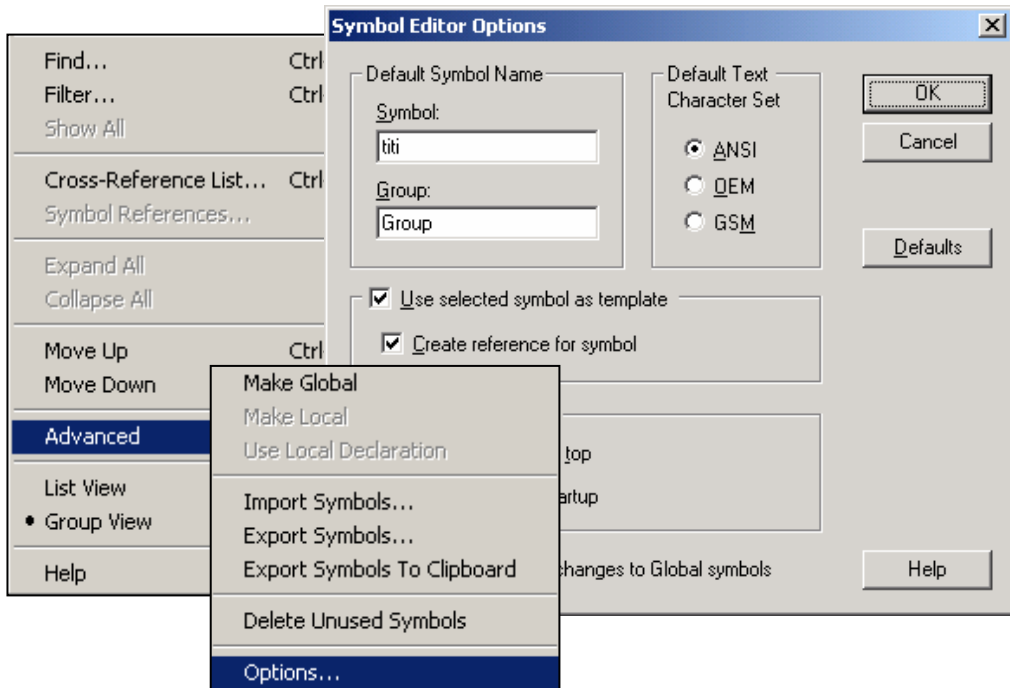 Symbol Editor Options
Find... Ctrl
Filter... Ctrl
Show All
Cross-Reference List... Ctrl
Symbol References...
Expand All
Collapse All
Move Up Ctrl
Move Down
Advanced
List View
• Group View
Help
Make Global
Make Local
Use Local Declaration
Import Symbols...
Export Symbols...
Export Symbols To Clipboard
Delete Unused Symbols
Options...
Default Symbol Name
Symbol:
titi
Group:
Group
Default Text
Character Set
ANSI
OEM
GSM
OK
Cancel
Defaults
Use selected symbol as template
Create reference for symbol
top
artup
changes to Global symbols
Help